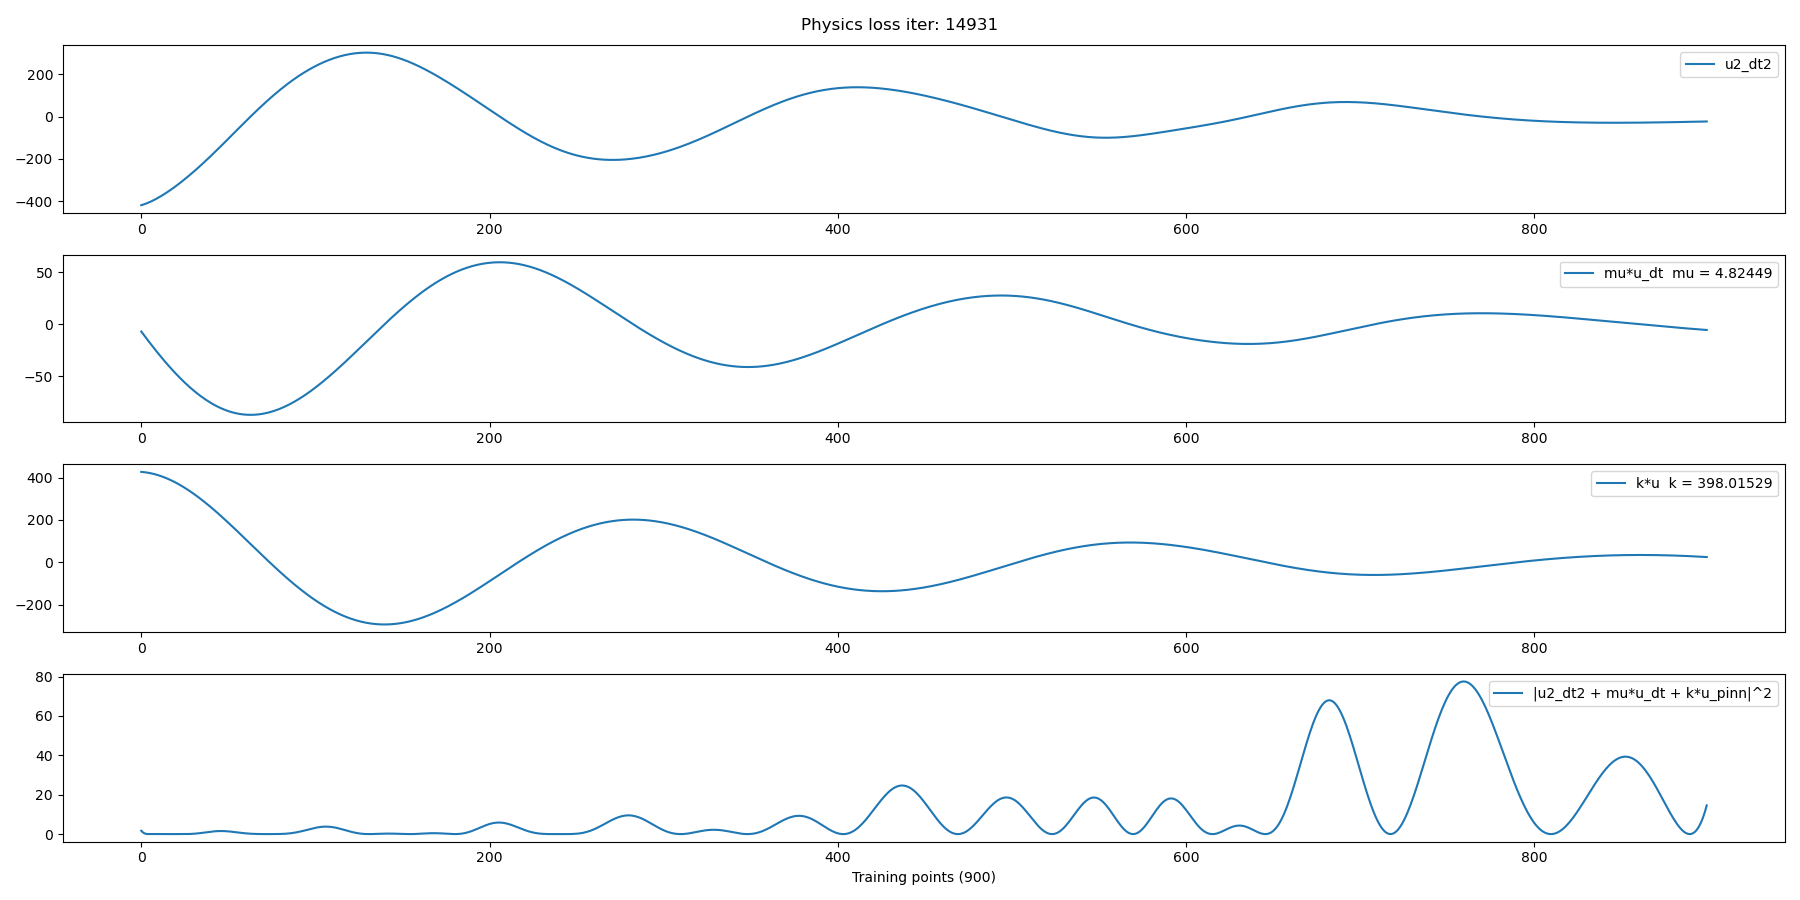 Physics loss iter: 14931
u2_dt2
200
0
−200
−400
0 200 400 600 800
mu*u_dt mu = 4.82449
50
0
−50
0 200 400 600 800
k*u k = 398.01529
400
200
0
−200
0 200 400 600 800
|u2_dt2 + mu*u_dt + k*u_pinn|^2
80
60
40
20
0
0 200 400 600 800
Training points (900)